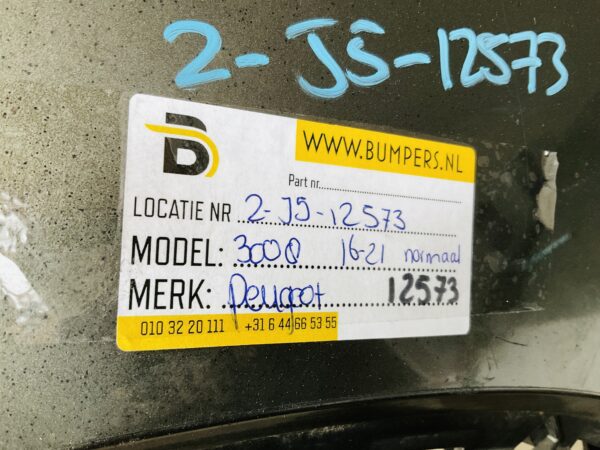 2-JS-12573
B
WWW.BUMPERS.NL
Part nr.
LOCATIE NR 2-JS-12573
MODEL: 3008 16-21 normaal
MERK: Peugeot 12573
010 32 20 111 +31 6 44 66 53 55